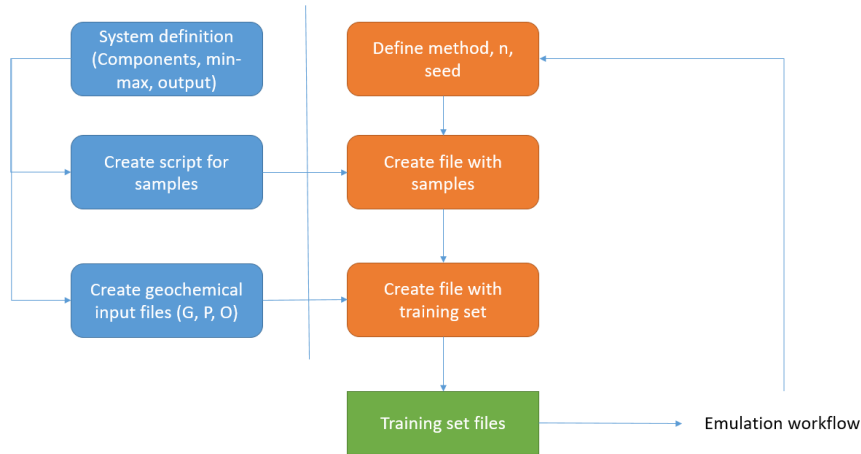 System definition
(Components, min-
max, output)
Define method, n,
seed
Create script for
samples
Create file with
samples
Create geochemical
input files (G, P, O)
Create file with
training set
Training set files
Emulation workflow